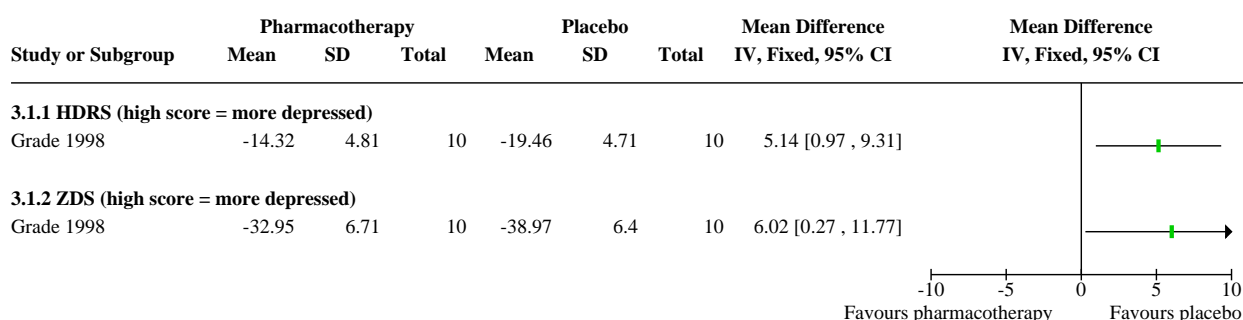 Pharmacotherapy Placebo Mean Difference Mean Difference
Study or Subgroup Mean SD Total Mean SD Total IV, Fixed, 95% CI IV, Fixed, 95% CI
3.1.1 HDRS (high score = more depressed)
Grade 1998 -14.32 4.81 10 -19.46 4.71 10 5.14 [0.97 , 9.31]
3.1.2 ZDS (high score = more depressed)
Grade 1998 -32.95 6.71 10 -38.97 6.4 10 6.02 [0.27 , 11.77]
-10 -5 0 5 10
Favours pharmacotherapy Favours placebo